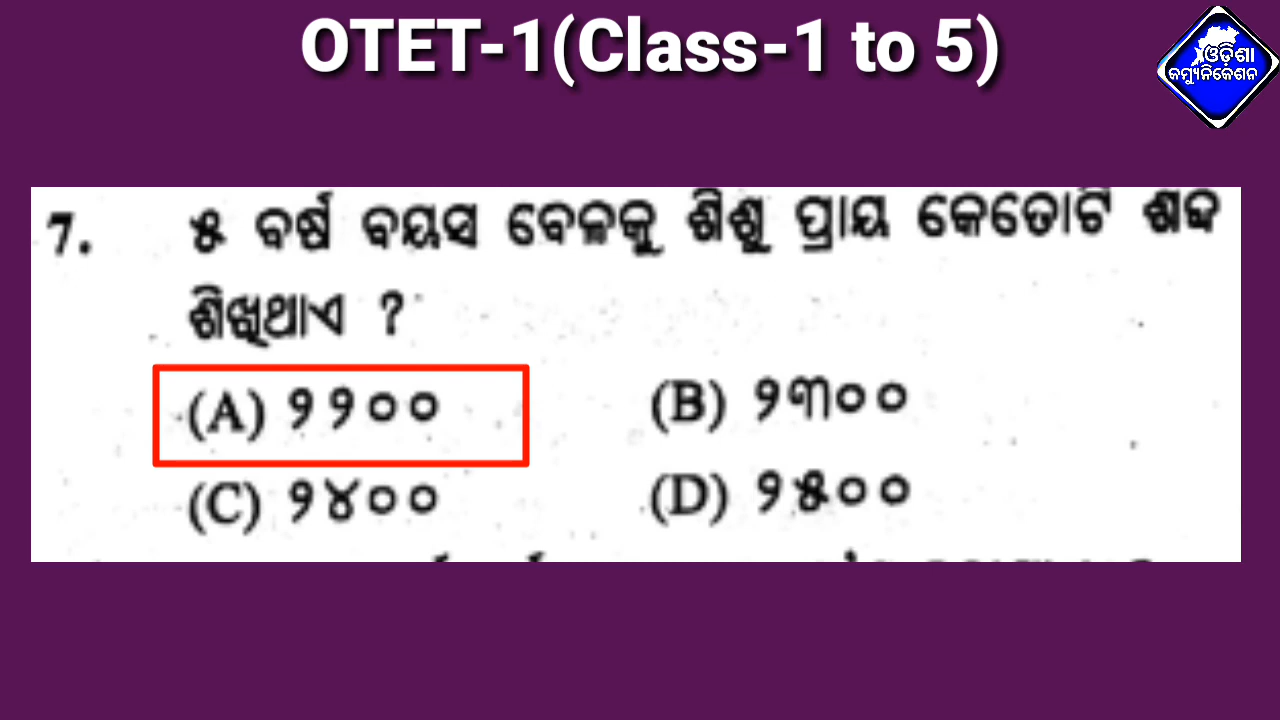 OTET-1(Class-1 to 5)
ଓଡ଼ିଶା
କମ୍ୟୁନିକେଶନ
7. ୫ ବର୍ଷ ବୟସ ବେଳକୁ ଶିଶୁ ପ୍ରାୟ କେତୋଟି ଶବ୍ଦ
ଶିଖିଥାଏ ?
(A) ୨୨୦୦ (B) ୨୩୦୦
(C) ୨୪୦୦ (D) ୨୫୦୦